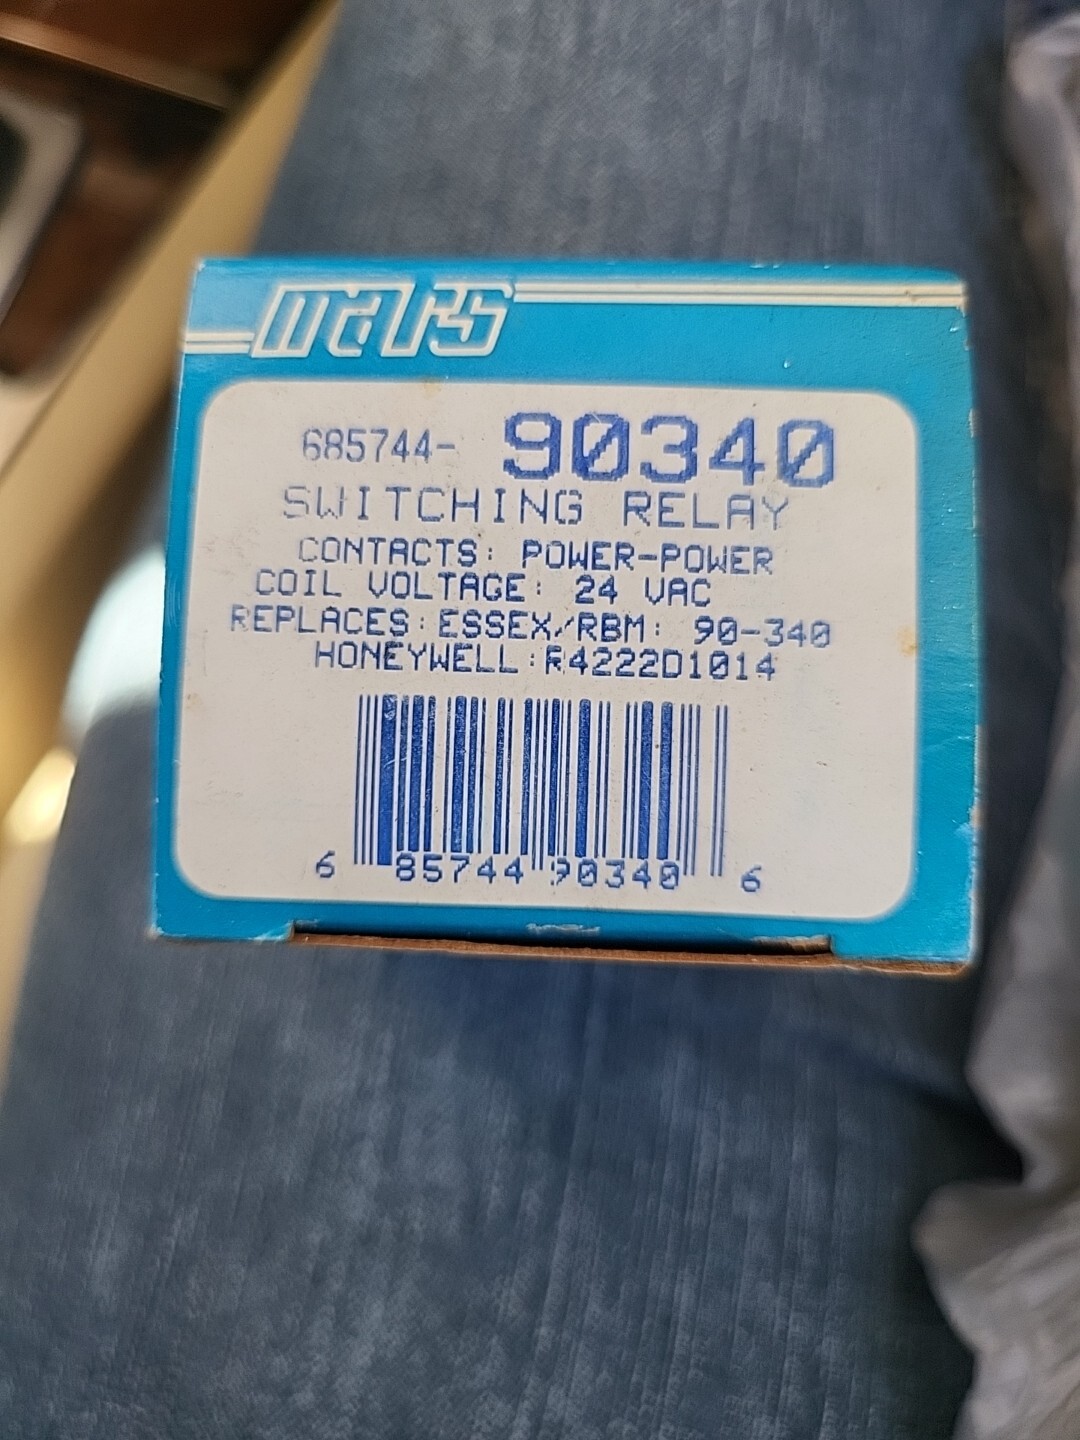 mars
685744- 90340
SWITCHING RELAY
CONTACTS: POWER-POWER
COIL VOLTAGE: 24 VAC
REPLACES: ESSEX/RBM: 90-340
HONEYWELL: R4222D1014
6 85744 90340 6